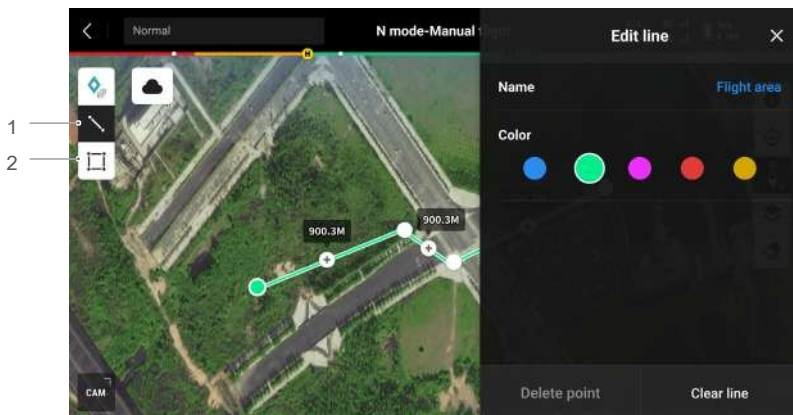 Normal
N mode-Manual
Edit line
H
1
2
Name
Flight area
Color
900.3M
900.3M
CAM
Delete point
Clear line